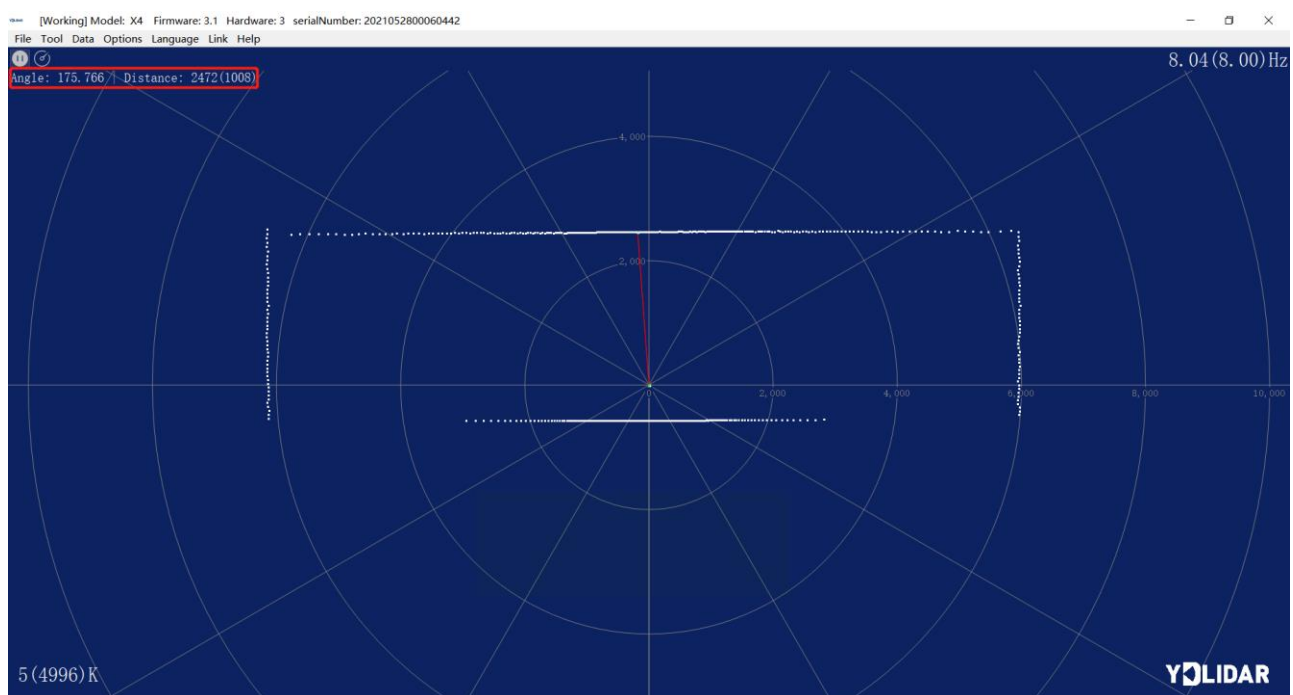 [Working] Model: X4 Firmware: 3.1 Hardware: 3 serialNumber: 2021052800060442
File Tool Data Options Language Link Help
8.04(8.00)Hz
Angle: 175.766 | Distance: 2472(1008)
4,000
2,000
0 2,000 4,000 6,000 8,000 10,000
5(4996)K
YDLIDAR